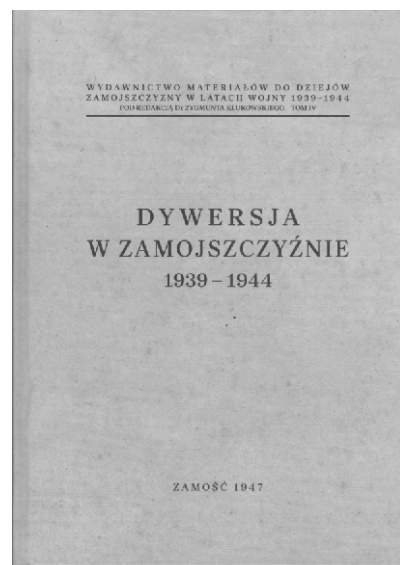 WYDAWNICTWO MATERIAŁÓW DO DZIEJÓW
ZAMOJSZCZYZNY W LATACH WOJNY 1939–1944
POD REDAKCJĄ Dr ZYGMUNTA KLUKOWSKIEGO. TOM IV
DYWERSJA
W ZAMOJSZCZYŹNIE
1939 – 1944
ZAMOŚĆ 1947